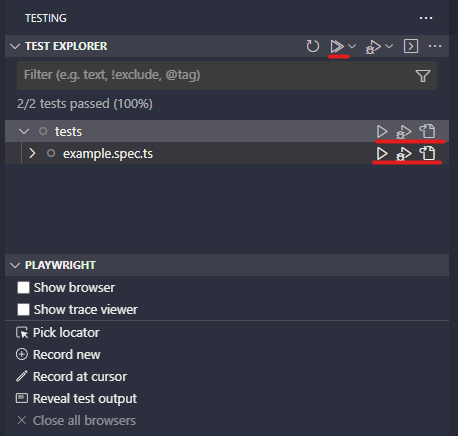 TESTING
TEST EXPLORER
Filter (e.g. text, !exclude, @tag)
2/2 tests passed (100%)
tests
example.spec.ts
PLAYWRIGHT
Show browser
Show trace viewer
Pick locator
Record new
Record at cursor
Reveal test output
Close all browsers